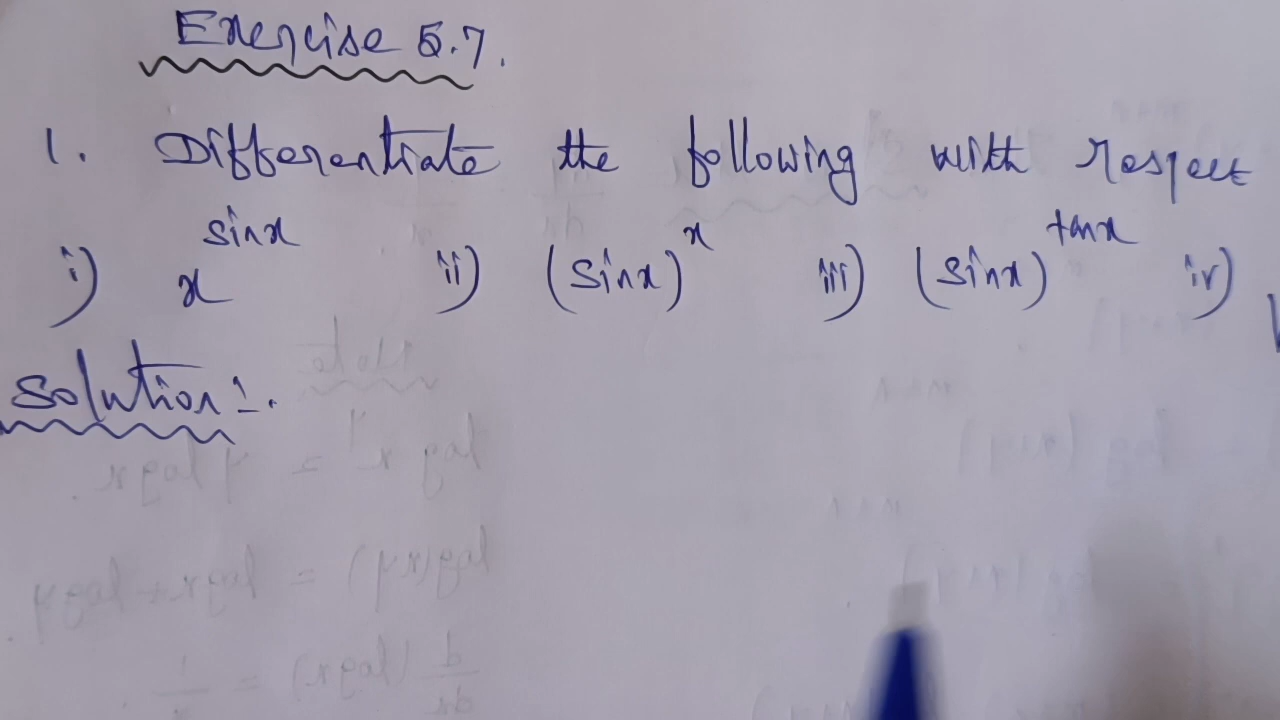 Exercise 5.7.
1. Differentiate the following with respect
i) x^sinx ii) (sinx)^x iii) (sinx)^tanx iv)
Solution:.